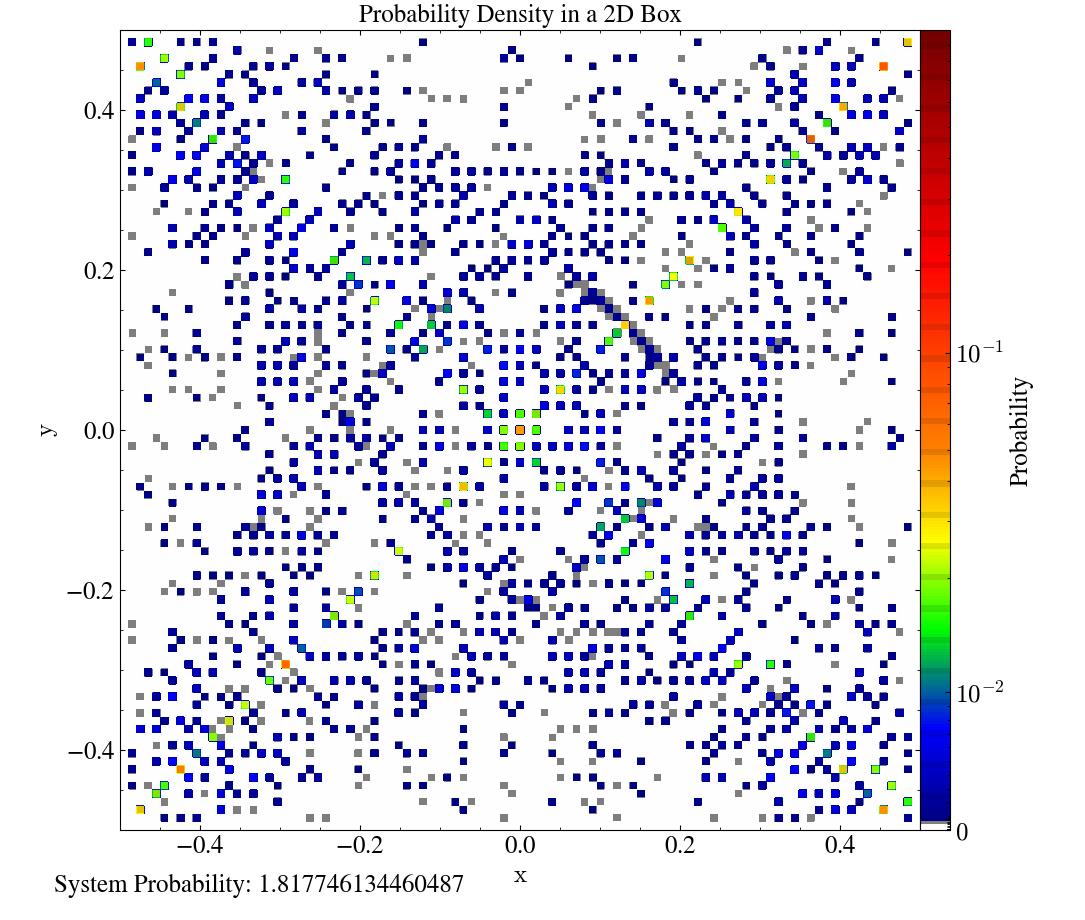 Probability Density in a 2D Box
0.4
0.2
0.0
−0.2
−0.4
y
−0.4 −0.2 0.0 0.2 0.4
x
10⁻¹
10⁻²
0
Probability
System Probability: 1.817746134460487